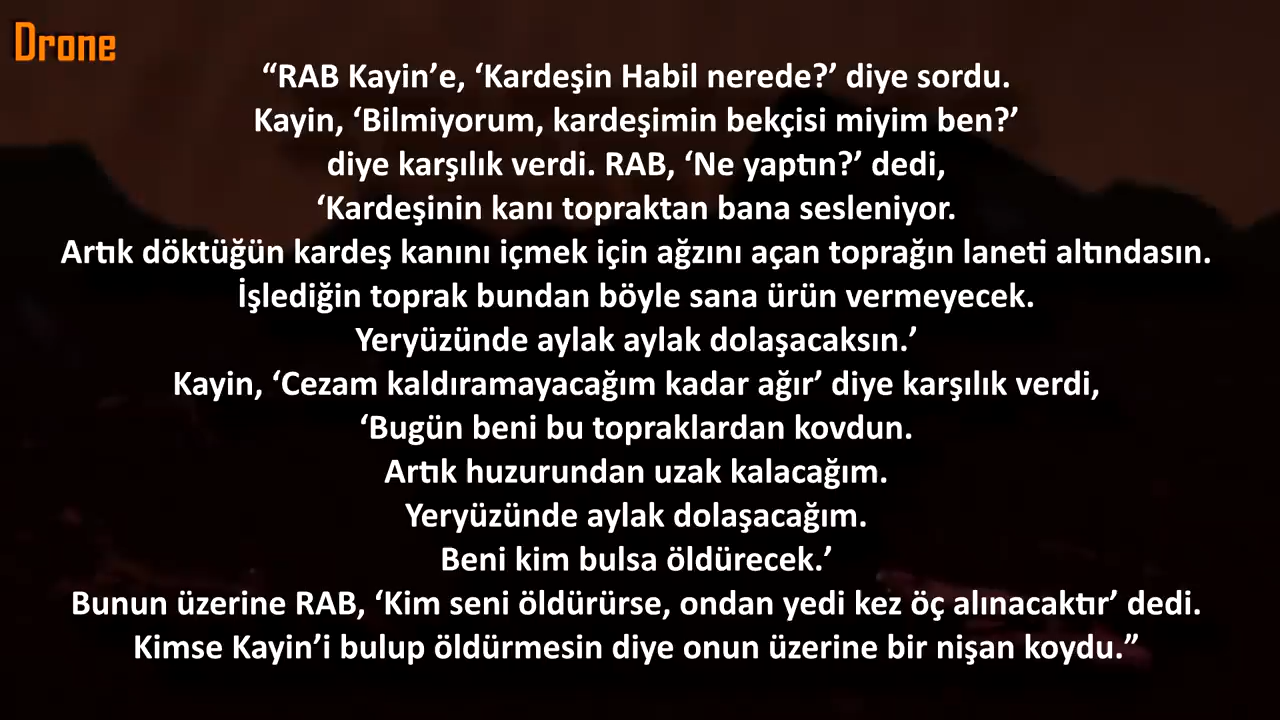 Drone
“RAB Kayin’e, ‘Kardeşin Habil nerede?’ diye sordu.
Kayin, ‘Bilmiyorum, kardeşimin bekçisi miyim ben?’
diye karşılık verdi. RAB, ‘Ne yaptın?’ dedi,
‘Kardeşinin kanı topraktan bana sesleniyor.
Artık döktüğün kardeş kanını içmek için ağzını açan toprağın laneti altındasın.
İşlediğin toprak bundan böyle sana ürün vermeyecek.
Yeryüzünde aylak aylak dolaşacaksın.’
Kayin, ‘Cezam kaldıramayacağım kadar ağır’ diye karşılık verdi,
‘Bugün beni bu topraklardan kovdun.
Artık huzurundan uzak kalacağım.
Yeryüzünde aylak dolaşacağım.
Beni kim bulsa öldürecek.’
Bunun üzerine RAB, ‘Kim seni öldürürse, ondan yedi kez öç alınacaktır’ dedi.
Kimse Kayin’i bulup öldürmesin diye onun üzerine bir nişan koydu.”